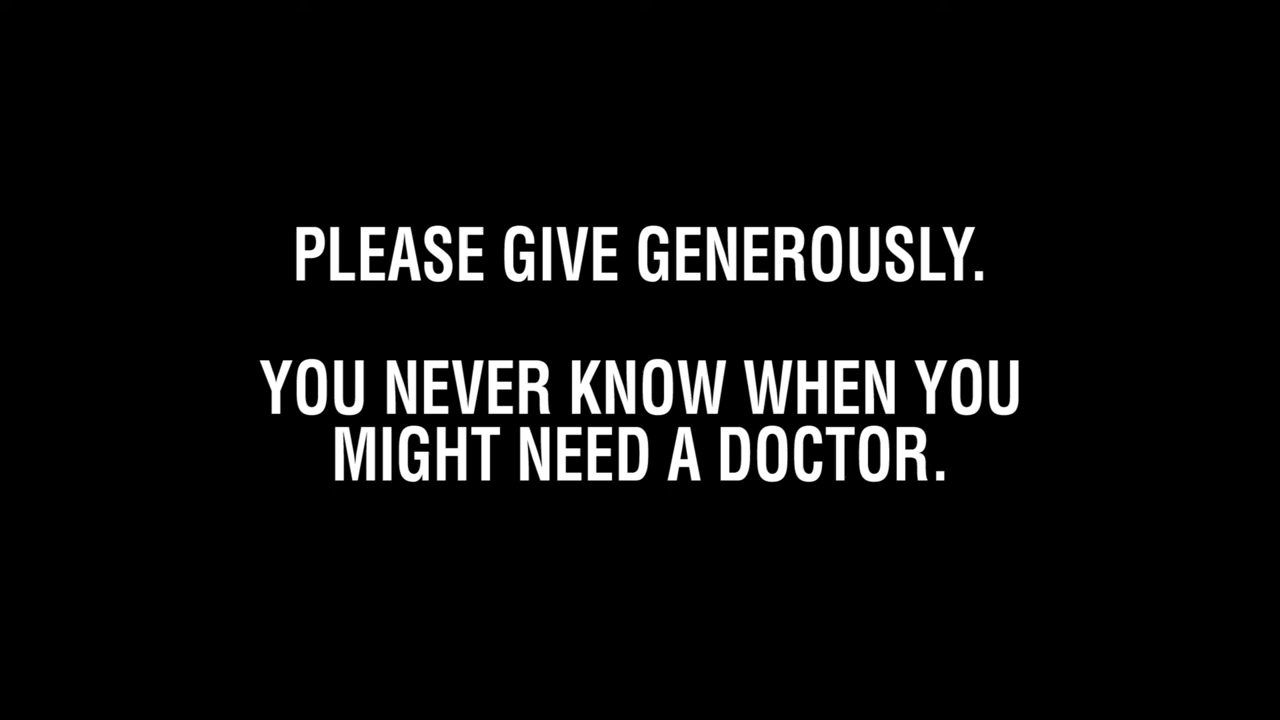 PLEASE GIVE GENEROUSLY.
YOU NEVER KNOW WHEN YOU
MIGHT NEED A DOCTOR.